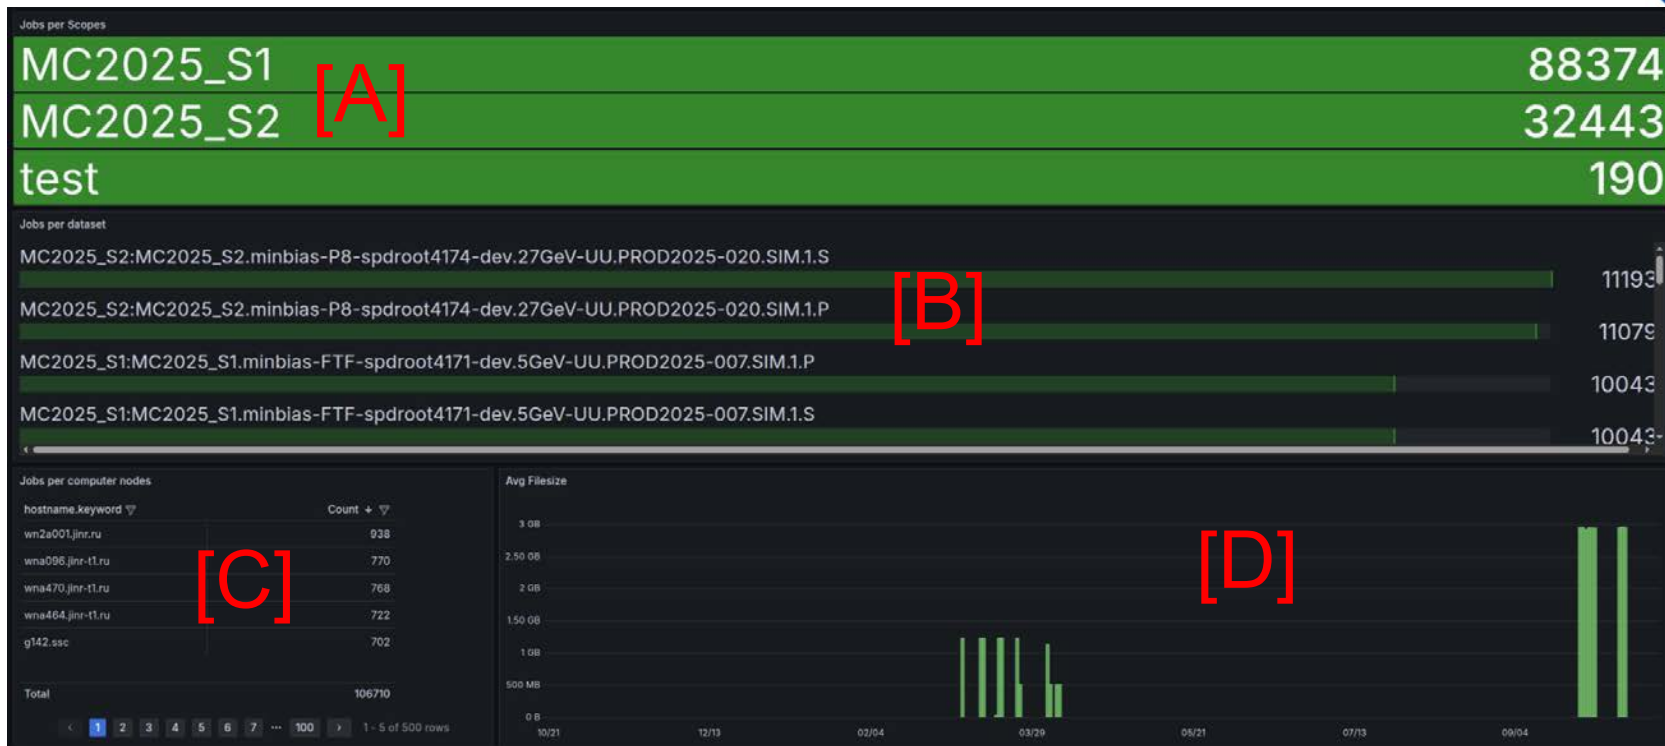 Jobs per Scopes
MC2025_S1 88374
[A]
MC2025_S2 32443
test 190
Jobs per dataset
MC2025_S2:MC2025_S2.minbias-P8-spdroot4174-dev.27GeV-UU.PROD2025-020.SIM.1.S
11193
[B]
MC2025_S2:MC2025_S2.minbias-P8-spdroot4174-dev.27GeV-UU.PROD2025-020.SIM.1.P
11079
MC2025_S1:MC2025_S1.minbias-FTF-spdroot4171-dev.5GeV-UU.PROD2025-007.SIM.1.P
10043
MC2025_S1:MC2025_S1.minbias-FTF-spdroot4171-dev.5GeV-UU.PROD2025-007.SIM.1.S
10043
Jobs per computer nodes
hostname.keyword Count
wn2a001.jinr.ru 938
wna096.jinr-t1.ru 770
[C]
wna470.jinr-t1.ru 768
wna464.jinr-t1.ru 722
g142.ssc 702
Total 106710
1 2 3 4 5 6 7 ... 100 1 - 5 of 500 rows
Avg Filesize
3 GB
2.50 GB
[D]
2 GB
1.50 GB
1 GB
500 MB
0 B
10/21 12/13 02/04 03/29 05/21 07/13 09/04